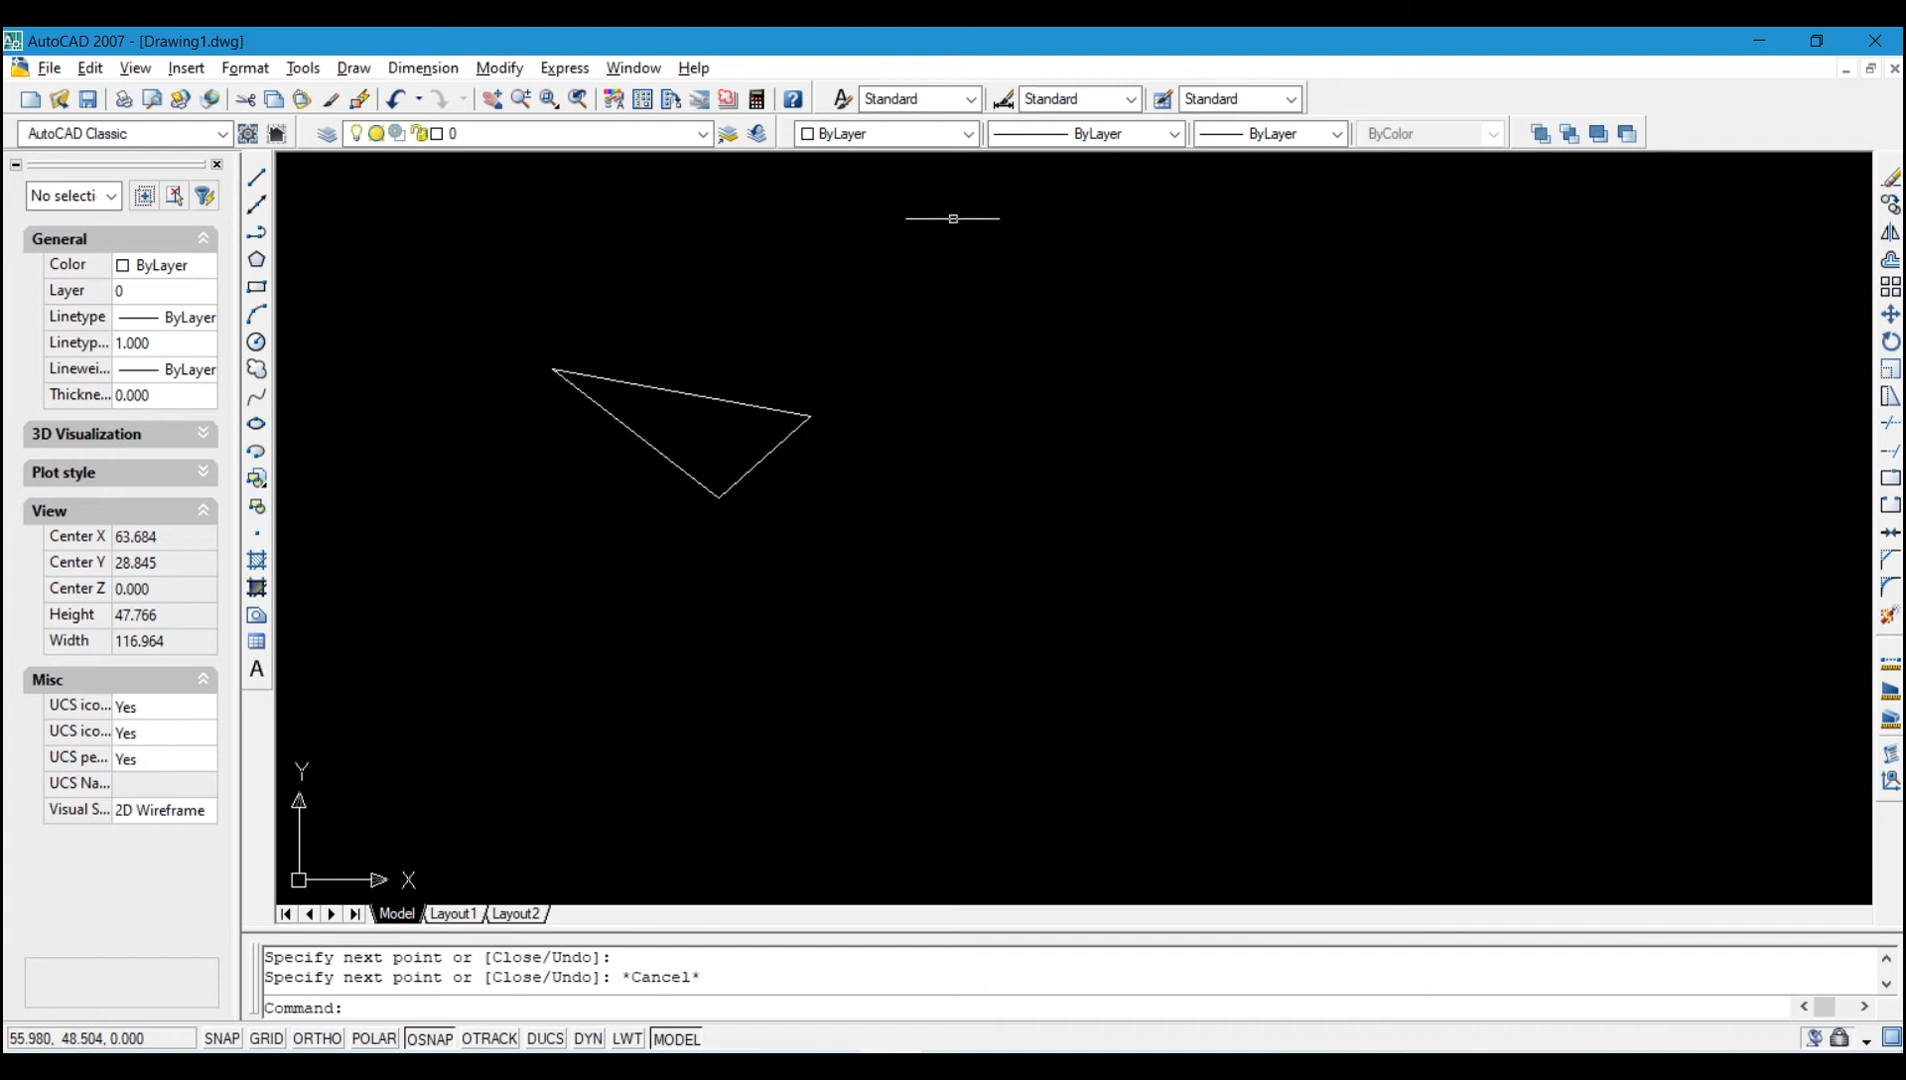 AutoCAD 2007 - [Drawing1.dwg]
File Edit View Insert Format Tools Draw Dimension Modify Express Window Help
Standard Standard Standard
AutoCAD Classic 0 ByLayer ByLayer ByLayer ByColor
No selecti
General
Color ByLayer
Layer 0
Linetype ByLayer
Linetyp... 1.000
Linewei... ByLayer
Thickne... 0.000
3D Visualization
Plot style
View
Center X 63.684
Center Y 28.845
Center Z 0.000
Height 47.766
Width 116.964
Misc
UCS ico... Yes
UCS ico... Yes
UCS pe... Yes
UCS Na...
Visual S... 2D Wireframe
A
Y
X
Model Layout1 Layout2
Specify next point or [Close/Undo]:
Specify next point or [Close/Undo]: *Cancel*
Command:
55.980, 48.504, 0.000 SNAP GRID ORTHO POLAR OSNAP OTRACK DUCS DYN LWT MODEL